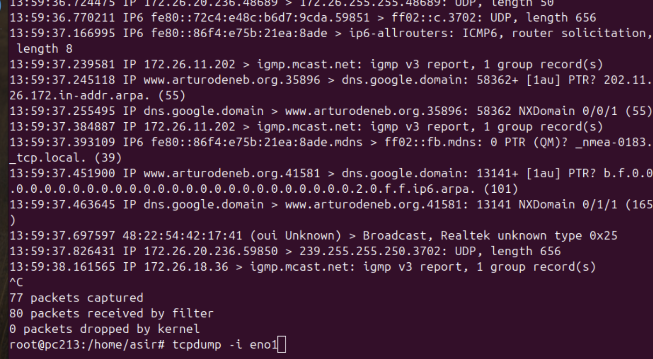 13:59:36.724475 IP 172.26.20.236.48689 > 172.26.255.255.48689: UDP, length 50
13:59:36.770211 IP6 fe80::72c4:e48c:b6d7:9cda.59851 > ff02::c.3702: UDP, length 656
13:59:37.166995 IP6 fe80::86f4:e75b:21ea:8ade > ip6-allrouters: ICMP6, router solicitation,
 length 8
13:59:37.239581 IP 172.26.11.202 > igmp.mcast.net: igmp v3 report, 1 group record(s)
13:59:37.245118 IP www.arturodeneb.org.35896 > dns.google.domain: 58362+ [1au] PTR? 202.11.
26.172.in-addr.arpa. (55)
13:59:37.255495 IP dns.google.domain > www.arturodeneb.org.35896: 58362 NXDomain 0/0/1 (55)
13:59:37.384887 IP 172.26.11.202 > igmp.mcast.net: igmp v3 report, 1 group record(s)
13:59:37.393109 IP6 fe80::86f4:e75b:21ea:8ade.mdns > ff02::fb.mdns: 0 PTR (QM)? _nmea-0183.
_tcp.local. (39)
13:59:37.451900 IP www.arturodeneb.org.41581 > dns.google.domain: 13141+ [1au] PTR? b.f.0.0
.0.0.0.0.0.0.0.0.0.0.0.0.0.0.0.0.0.0.0.0.0.0.0.0.2.0.f.f.ip6.arpa. (101)
13:59:37.463645 IP dns.google.domain > www.arturodeneb.org.41581: 13141 NXDomain 0/1/1 (165
)
13:59:37.697597 48:22:54:42:17:41 (oui Unknown) > Broadcast, Realtek unknown type 0x25
13:59:37.826431 IP 172.26.20.236.59850 > 239.255.255.250.3702: UDP, length 656
13:59:38.161565 IP 172.26.18.36 > igmp.mcast.net: igmp v3 report, 1 group record(s)
^C
77 packets captured
80 packets received by filter
0 packets dropped by kernel
root@pc213:/home/asir# tcpdump -i eno1